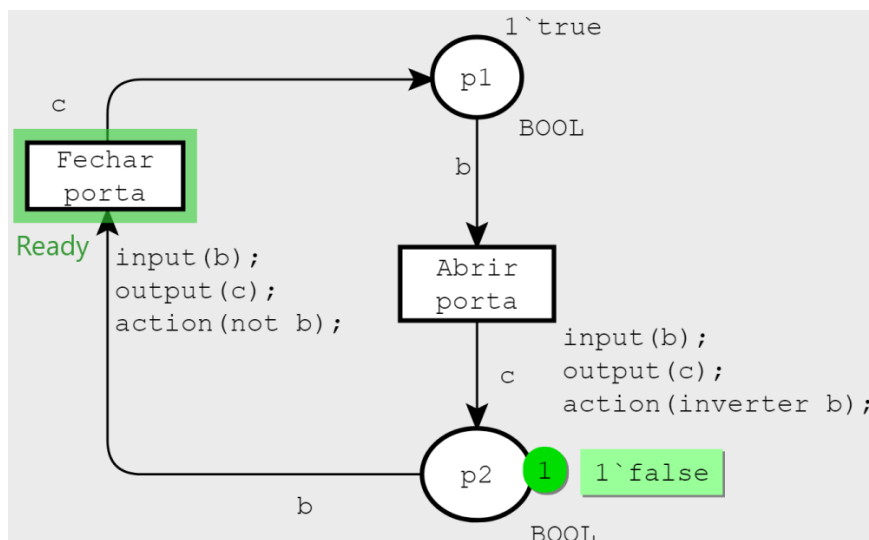 1`true
p1
BOOL
c
b
Fechar
porta
Ready
input(b);
output(c);
action(not b);
Abrir
porta
input(b);
output(c);
action(inverter b);
c
p2
1
1`false
b
BOOL